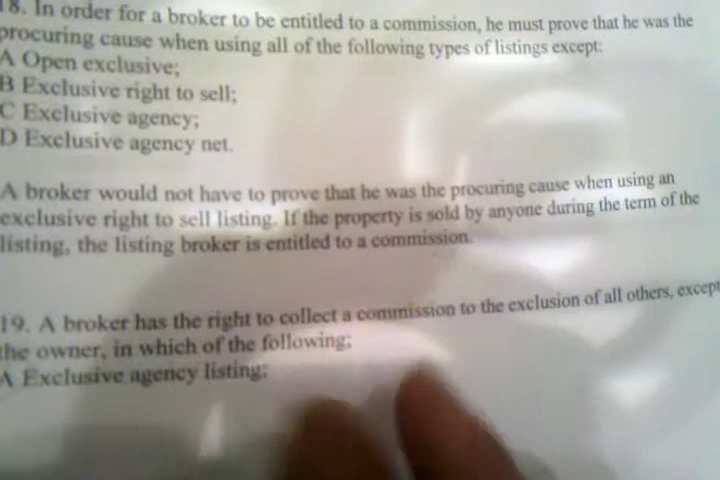 18. In order for a broker to be entitled to a commission, he must prove that he was the
procuring cause when using all of the following types of listings except:
A Open exclusive;
B Exclusive right to sell;
C Exclusive agency;
D Exclusive agency net.
A broker would not have to prove that he was the procuring cause when using an
exclusive right to sell listing. If the property is sold by anyone during the term of the
listing, the listing broker is entitled to a commission.
19. A broker has the right to collect a commission to the exclusion of all others, except
the owner, in which of the following:
A Exclusive agency listing;